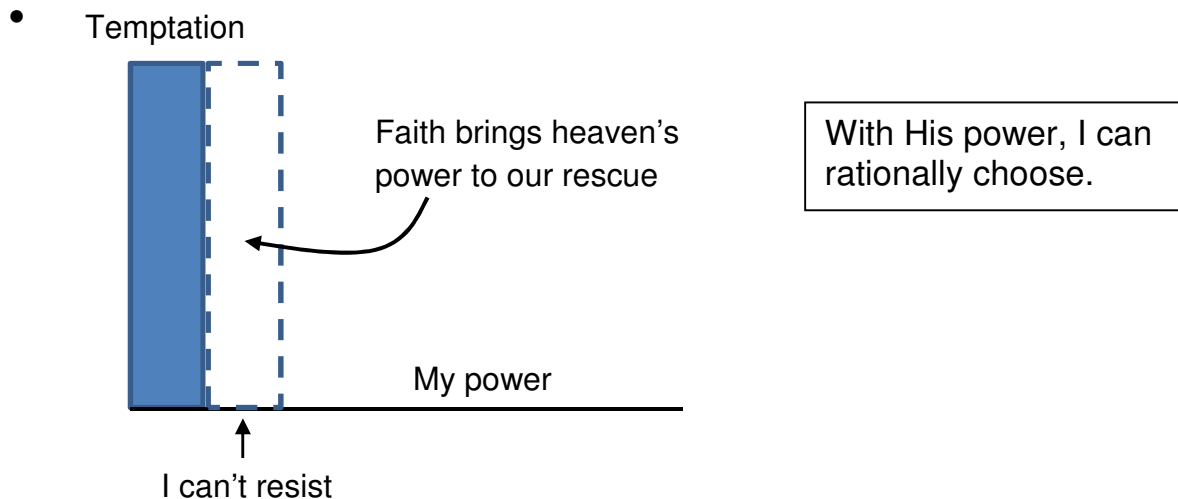 • Temptation
Faith brings heaven's
power to our rescue
With His power, I can
rationally choose.
My power
I can't resist